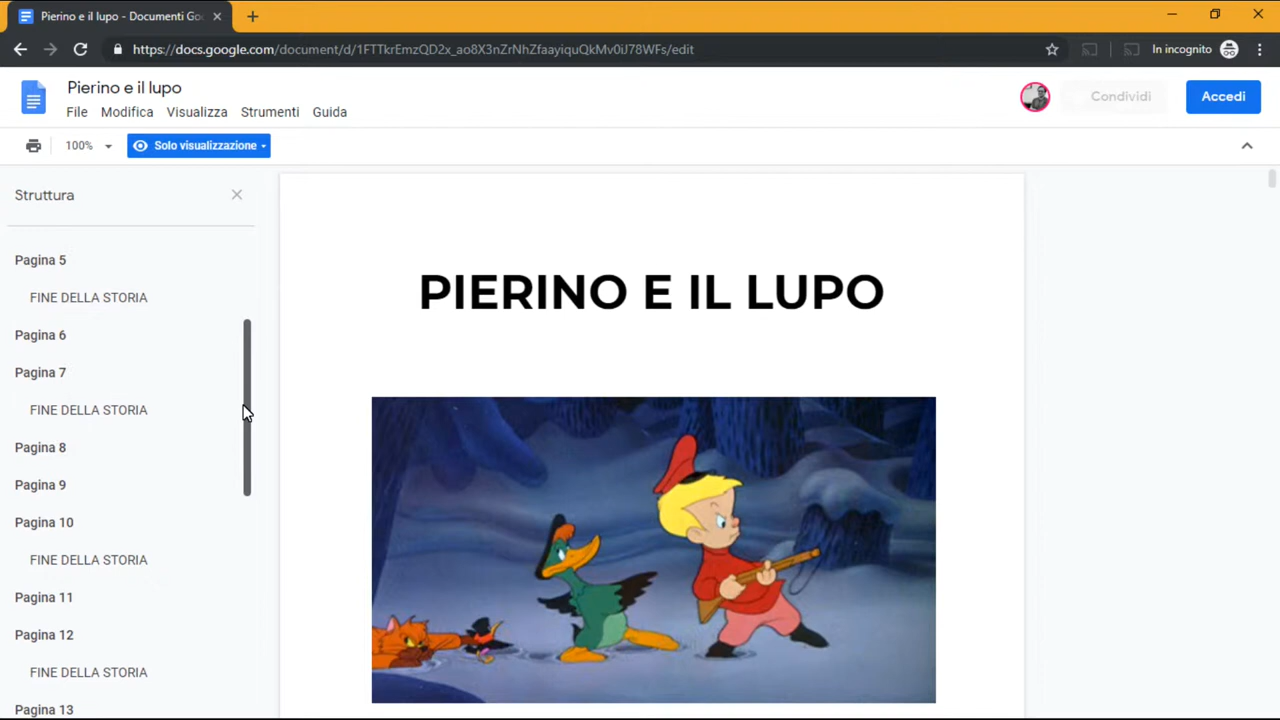 Pierino e il lupo - Documenti Goo
https://docs.google.com/document/d/1FTTkrEmzQD2x_ao8X3nZrNhZfaayiquQkMv0iJ78WFs/edit
In incognito
Pierino e il lupo
File Modifica Visualizza Strumenti Guida
Condividi
Accedi
100%
Solo visualizzazione
Struttura
Pagina 5
FINE DELLA STORIA
Pagina 6
Pagina 7
FINE DELLA STORIA
Pagina 8
Pagina 9
Pagina 10
FINE DELLA STORIA
Pagina 11
Pagina 12
FINE DELLA STORIA
Pagina 13
PIERINO E IL LUPO